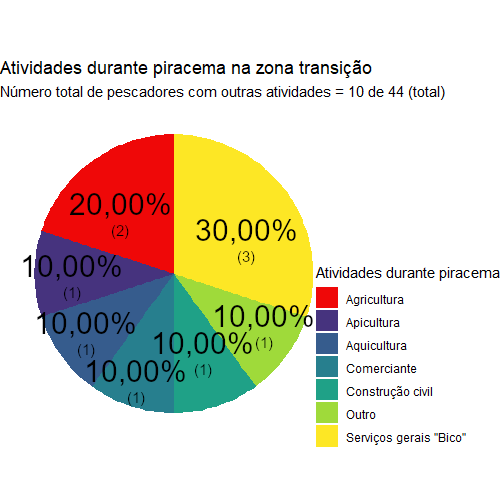 Atividades durante piracema na zona transição
Número total de pescadores com outras atividades = 10 de 44 (total)
20,00%
(2)
30,00%
(3)
10,00%
(1)
10,00%
(1)
10,00%
(1)
10,00%
(1)
10,00%
(1)
Atividades durante piracema
Agricultura
Apicultura
Aquicultura
Comerciante
Construção civil
Outro
Serviços gerais "Bico"